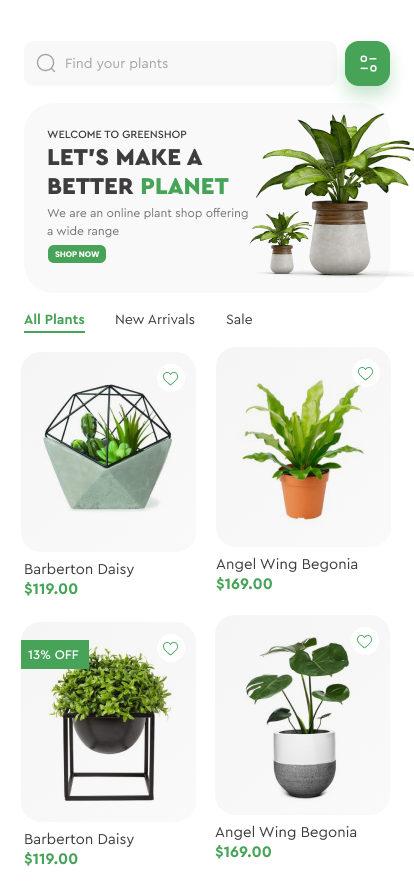 Find your plants
WELCOME TO GREENSHOP
LET'S MAKE A
BETTER PLANET
We are an online plant shop offering
a wide range
SHOP NOW
All Plants
New Arrivals
Sale
Barberton Daisy
$119.00
Angel Wing Begonia
$169.00
13% OFF
Barberton Daisy
$119.00
Angel Wing Begonia
$169.00